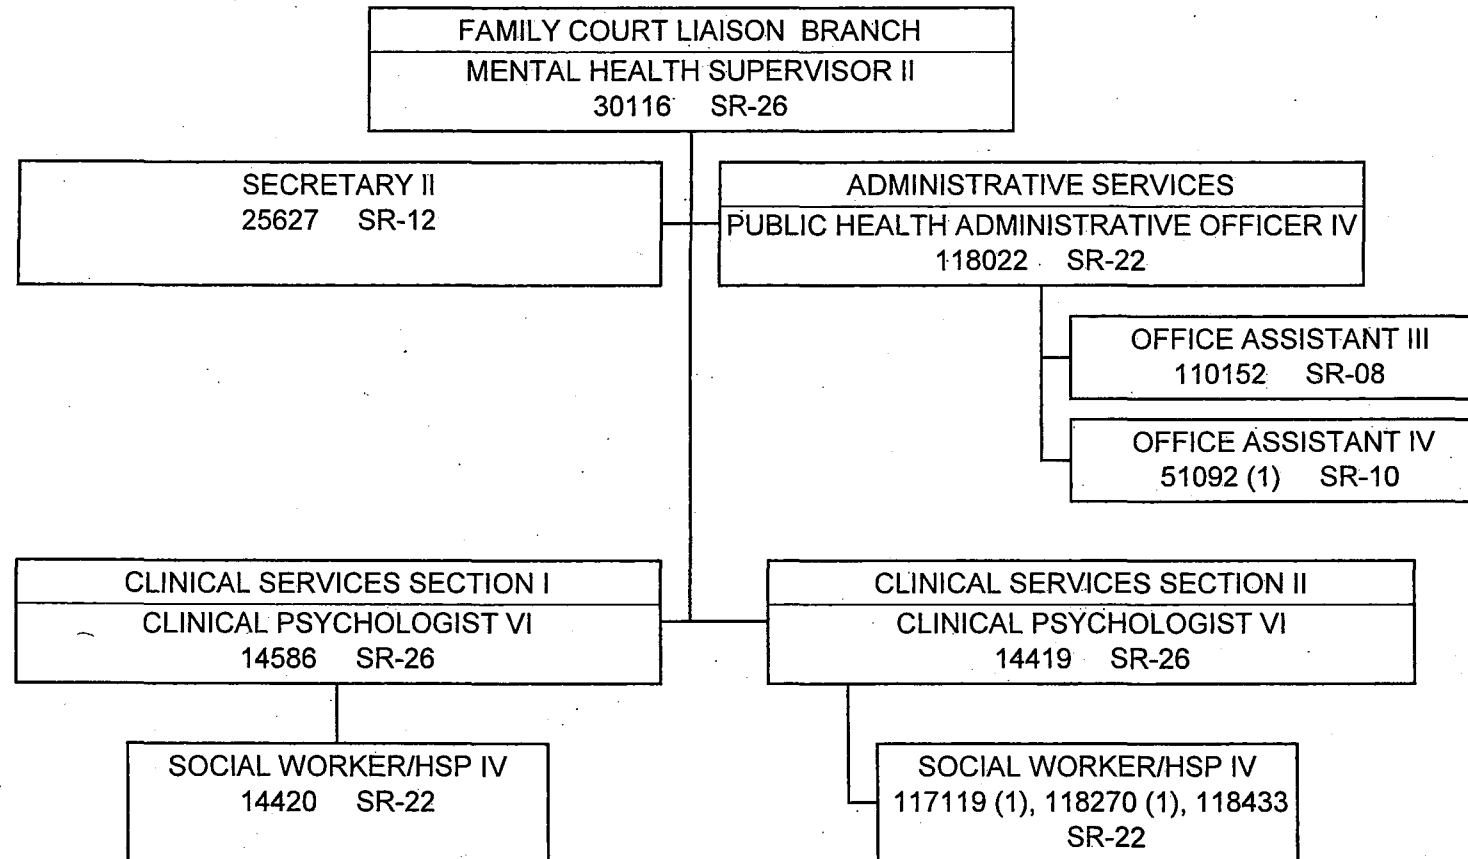 FAMILY COURT LIAISON BRANCH
MENTAL HEALTH SUPERVISOR II
30116 SR-26
SECRETARY II
25627 SR-12
ADMINISTRATIVE SERVICES
PUBLIC HEALTH ADMINISTRATIVE OFFICER IV
118022 SR-22
OFFICE ASSISTANT III
110152 SR-08
OFFICE ASSISTANT IV
51092 (1) SR-10
CLINICAL SERVICES SECTION I
CLINICAL PSYCHOLOGIST VI
14586 SR-26
CLINICAL SERVICES SECTION II
CLINICAL PSYCHOLOGIST VI
14419 SR-26
SOCIAL WORKER/HSP IV
14420 SR-22
SOCIAL WORKER/HSP IV
117119 (1), 118270 (1), 118433
SR-22